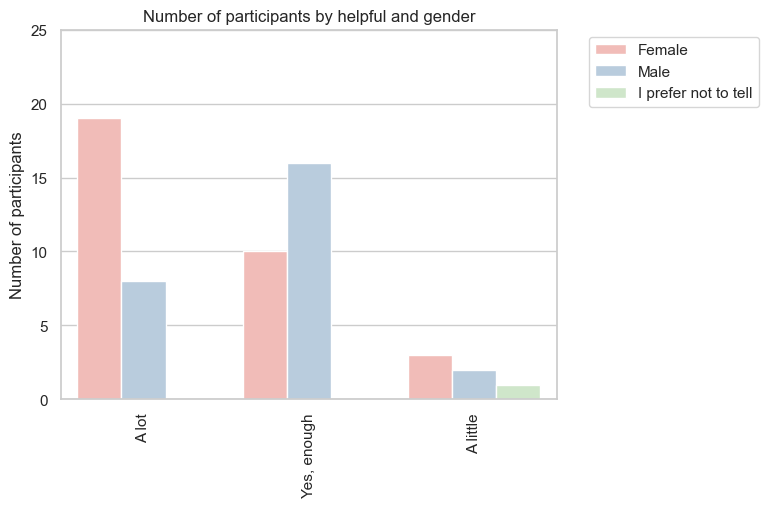 Number of participants by helpful and gender
25
20
15
10
5
0
Number of participants
A lot
Yes, enough
A little
Female
Male
I prefer not to tell